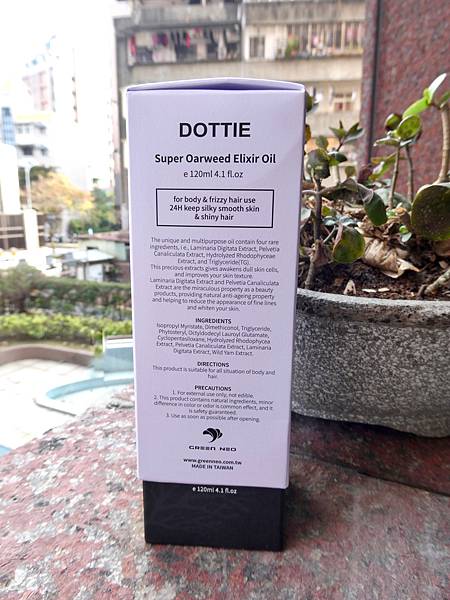 DOTTIE
Super Oarweed Elixir Oil
e 120ml 4.1 fl.oz
for body & frizzy hair use
24H keep silky smooth skin
& shiny hair
The unique and multipurpose oil contain four rare
ingredients, i.e., Laminaria Digitata Extract, Pelvetia
Canaliculata Extract, Hydrolyzed Rhodophyceae
Extract, and Triglyceride(TG).
This precious extracts gives awakens dull skin cells,
and improves your skin texture.
Laminaria Digitata Extract and Pelvetia Canaliculata
Extract are the miraculous property as a beauty
products, providing natural anti-ageing property
and helping to reduce the appearance of fine lines
and whiten your skin.
INGREDIENTS
Isopropyl Myristate, Dimethiconol, Triglyceride,
Phytosteryl, Octyldodecyl Lauroyl Glutamate,
Cyclopentasiloxane, Hydrolyzed Rhodophycea
Extract, Pelvetia Canaliculata Extract, Laminaria
Digitata Extract, Wild Yam Extract.
DIRECTIONS
This product is suitable for all situation of body and
hair.
PRECAUTIONS
1. For external use only, not edible.
2. This product contains natural ingredients, minor
difference in color or odor is common effect, and it
is safety guaranteed.
3. Use as soon as possible after opening.
GREEN NEO
www.greenneo.com.tw
MADE IN TAIWAN
e 120ml 4.1 fl.oz